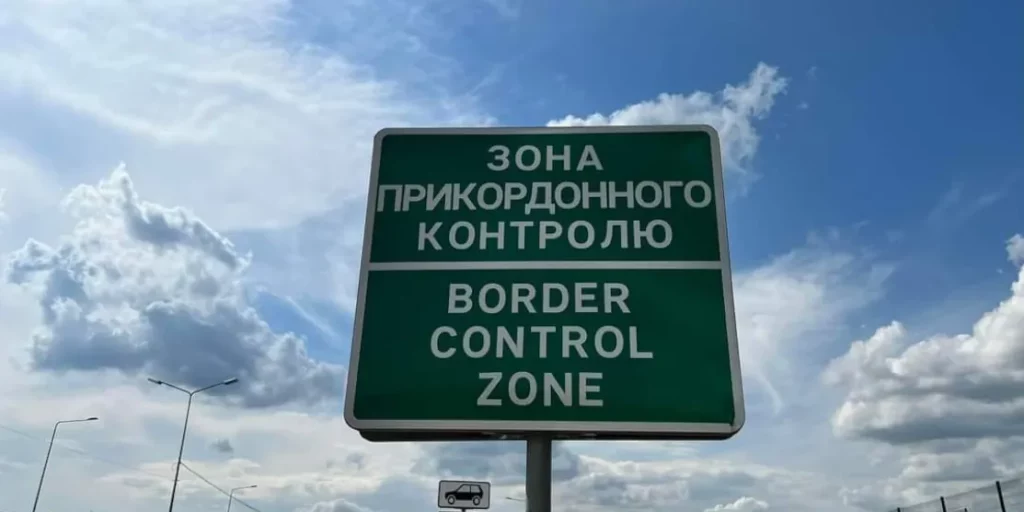 ЗОНА
ПРИКОРДОННОГО
КОНТРОЛЮ
BORDER
CONTROL
ZONE